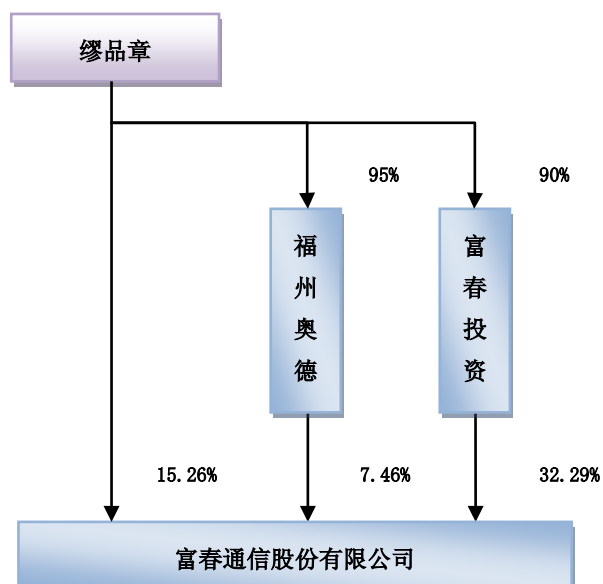 缪品章
95%
90%
福州奥德
富春投资
15.26%
7.46%
32.29%
富春通信股份有限公司